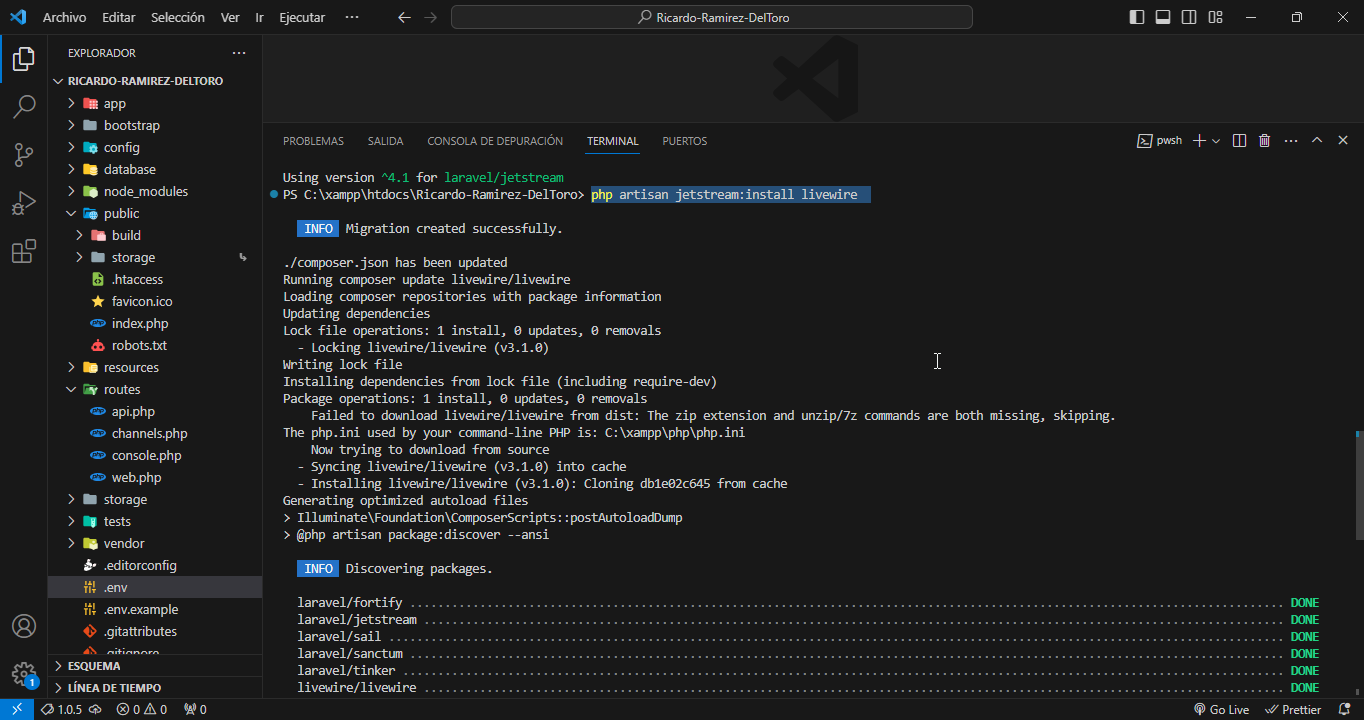 Archivo Editar Selección Ver Ir Ejecutar ··· Ricardo-Ramirez-DelToro
EXPLORADOR ···
RICARDO-RAMIREZ-DELTORO
app
bootstrap
config
database
node_modules
public
build
storage
.htaccess
favicon.ico
index.php
robots.txt
resources
routes
api.php
channels.php
console.php
web.php
storage
tests
vendor
.editorconfig
.env
.env.example
.gitattributes
.gitignore
ESQUEMA
LÍNEA DE TIEMPO
PROBLEMAS SALIDA CONSOLA DE DEPURACIÓN TERMINAL PUERTOS pwsh ···
Using version ^4.1 for laravel/jetstream
PS C:\xampp\htdocs\Ricardo-Ramirez-DelToro> php artisan jetstream:install livewire
INFO Migration created successfully.
./composer.json has been updated
Running composer update livewire/livewire
Loading composer repositories with package information
Updating dependencies
Lock file operations: 1 install, 0 updates, 0 removals
- Locking livewire/livewire (v3.1.0)
Writing lock file
Installing dependencies from lock file (including require-dev)
Package operations: 1 install, 0 updates, 0 removals
Failed to download livewire/livewire from dist: The zip extension and unzip/7z commands are both missing, skipping.
The php.ini used by your command-line PHP is: C:\xampp\php\php.ini
Now trying to download from source
- Syncing livewire/livewire (v3.1.0) into cache
- Installing livewire/livewire (v3.1.0): Cloning db1e02c645 from cache
Generating optimized autoload files
> Illuminate\Foundation\ComposerScripts::postAutoloadDump
> @php artisan package:discover --ansi
INFO Discovering packages.
laravel/fortify ........ DONE
laravel/jetstream ........ DONE
laravel/sail ........ DONE
laravel/sanctum ........ DONE
laravel/tinker ........ DONE
livewire/livewire ........ DONE
1
1.0.5 0 0 0 Go Live Prettier